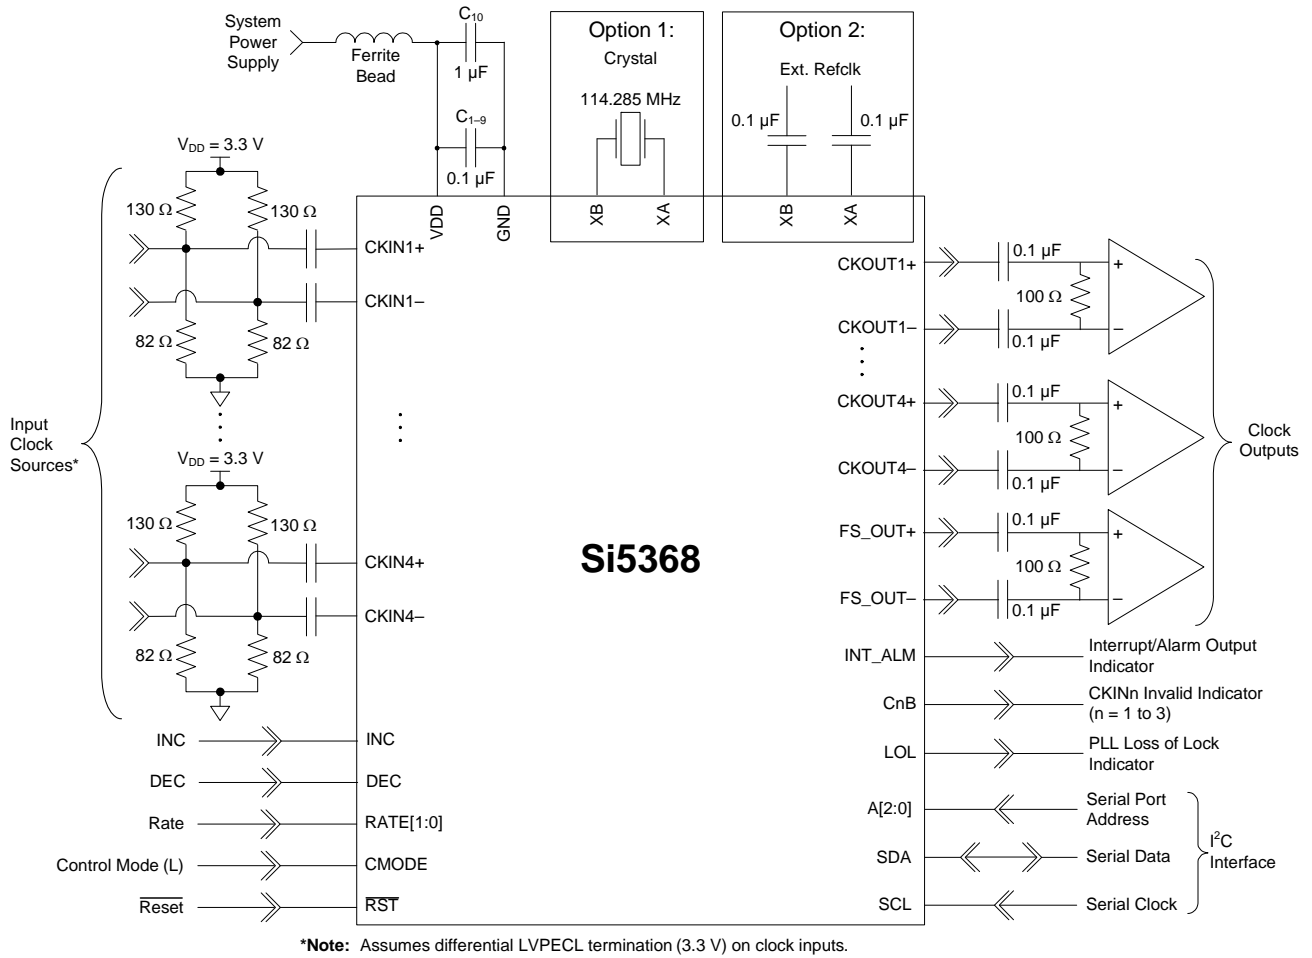 System
Power
Supply
Ferrite
Bead
C10
1 µF
C1–9
0.1 µF
Option 1:
Crystal
114.285 MHz
XB
XA
Option 2:
Ext. Refclk
0.1 µF
0.1 µF
XB
XA
VDD
GND
VDD = 3.3 V
130 Ω
130 Ω
CKIN1+
CKIN1–
82 Ω
82 Ω
Input
Clock
Sources*
VDD = 3.3 V
130 Ω
130 Ω
CKIN4+
CKIN4–
82 Ω
82 Ω
INC
INC
DEC
DEC
Rate
RATE[1:0]
Control Mode (L)
CMODE
Reset
RST
Si5368
CKOUT1+
0.1 µF
+
100 Ω
CKOUT1–
0.1 µF
–
CKOUT4+
0.1 µF
+
100 Ω
CKOUT4–
0.1 µF
–
FS_OUT+
0.1 µF
+
100 Ω
FS_OUT–
0.1 µF
–
Clock
Outputs
INT_ALM
Interrupt/Alarm Output
Indicator
CnB
CKINn Invalid Indicator
(n = 1 to 3)
LOL
PLL Loss of Lock
Indicator
A[2:0]
Serial Port
Address
SDA
Serial Data
SCL
Serial Clock
I2C
Interface
*Note: Assumes differential LVPECL termination (3.3 V) on clock inputs.